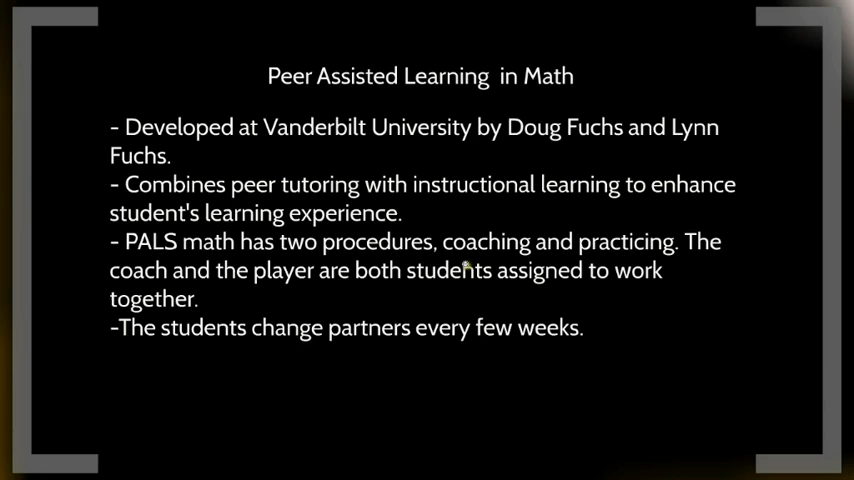 Peer Assisted Learning in Math
- Developed at Vanderbilt University by Doug Fuchs and Lynn
Fuchs.
- Combines peer tutoring with instructional learning to enhance
student's learning experience.
- PALS math has two procedures, coaching and practicing. The
coach and the player are both students assigned to work
together.
-The students change partners every few weeks.